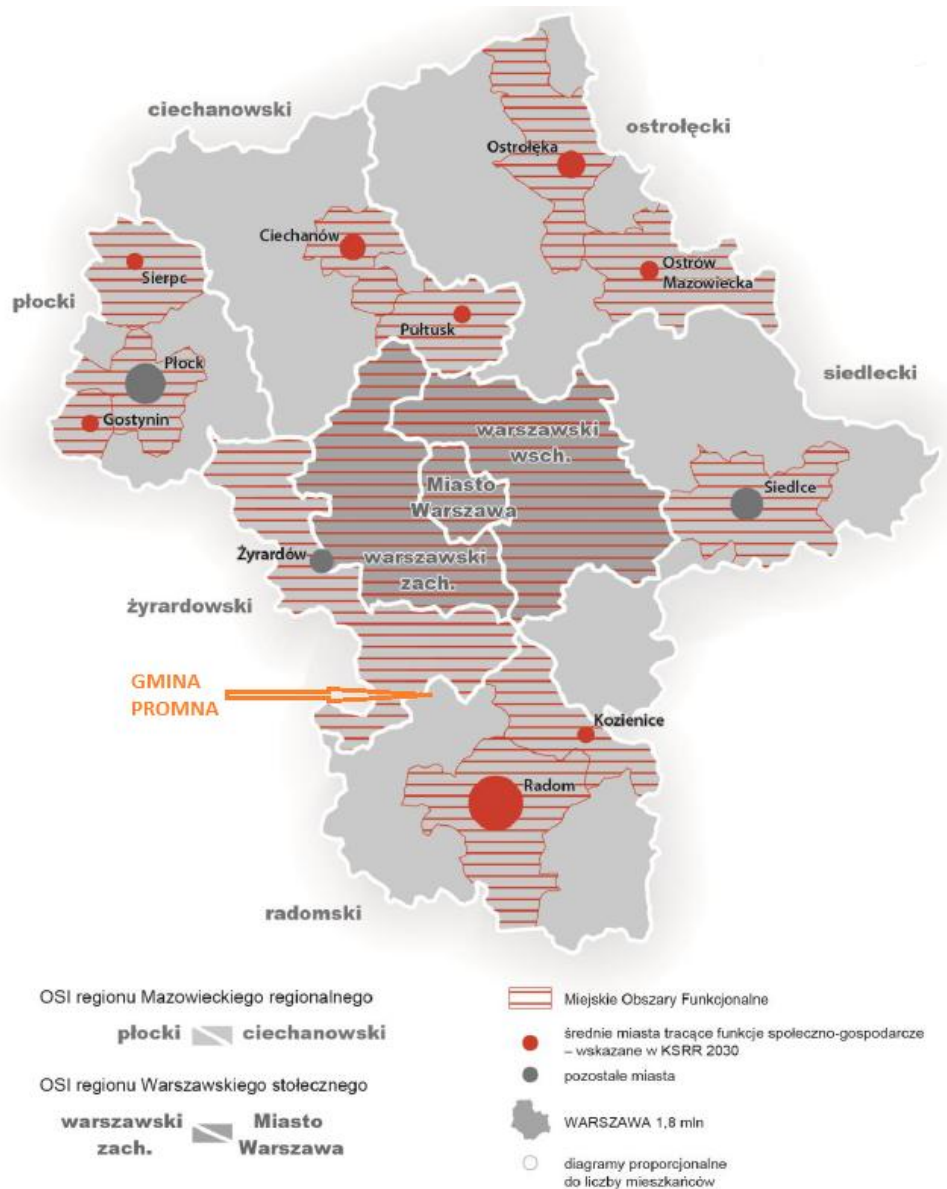 ciechanowski
ostrołęcki
Ostrołęka
Ciechanów
Sierpc
Ostrów
Mazowiecka
płocki
Pułtusk
Płock
siedlecki
Gostynin
warszawski
wsch.
Miasto
Warszawa
Siedlce
Żyrardów
warszawski
zach.
żyrardowski
GMINA
PROMNA
Kozienice
Radom
radomski
OSI regionu Mazowieckiego regionalnego
płocki ciechanowski
OSI regionu Warszawskiego stołecznego
warszawski Miasto
zach. Warszawa
Miejskie Obszary Funkcjonalne
średnie miasta tracące funkcje społeczno-gospodarcze
– wskazane w KSRR 2030
pozostałe miasta
WARSZAWA 1,8 mln
diagramy proporcjonalne
do liczby mieszkańców